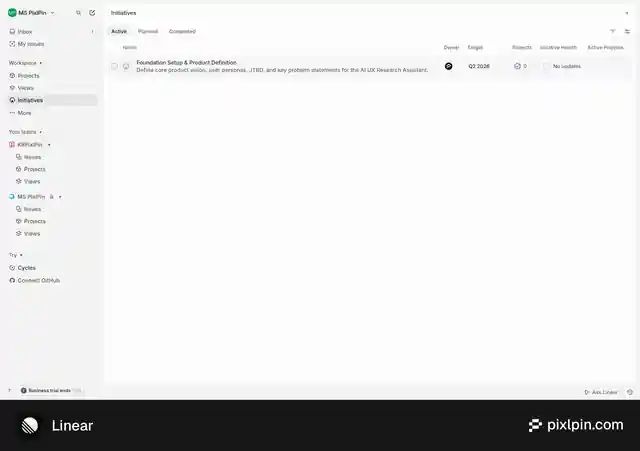 MS PixlPin
Initiatives
Inbox
My issues
Workspace
Projects
Views
Initiatives
More
Your teams
Issues
Projects
Views
MS PixlPin
Issues
Projects
Views
Try
Cycles
Connect GitHub
Business trial ends
Active
Planned
Completed
Name
Owner
Target
Projects
Initiative Health
Active Projects
Foundation Setup & Product Definition
Define core product vision, user personas, JTBD, and key problem statements for the AI UX Research Assistant.
Q2 2026
0
No updates
Ask Linear
Linear
pixlpin.com